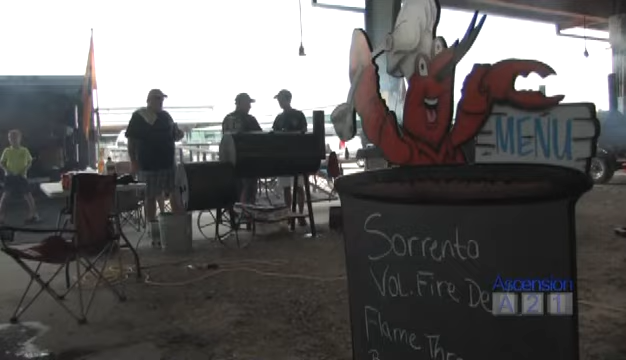 MENU
Sorrento
Vol. Fire De
Flame Thr
Ascension
A21